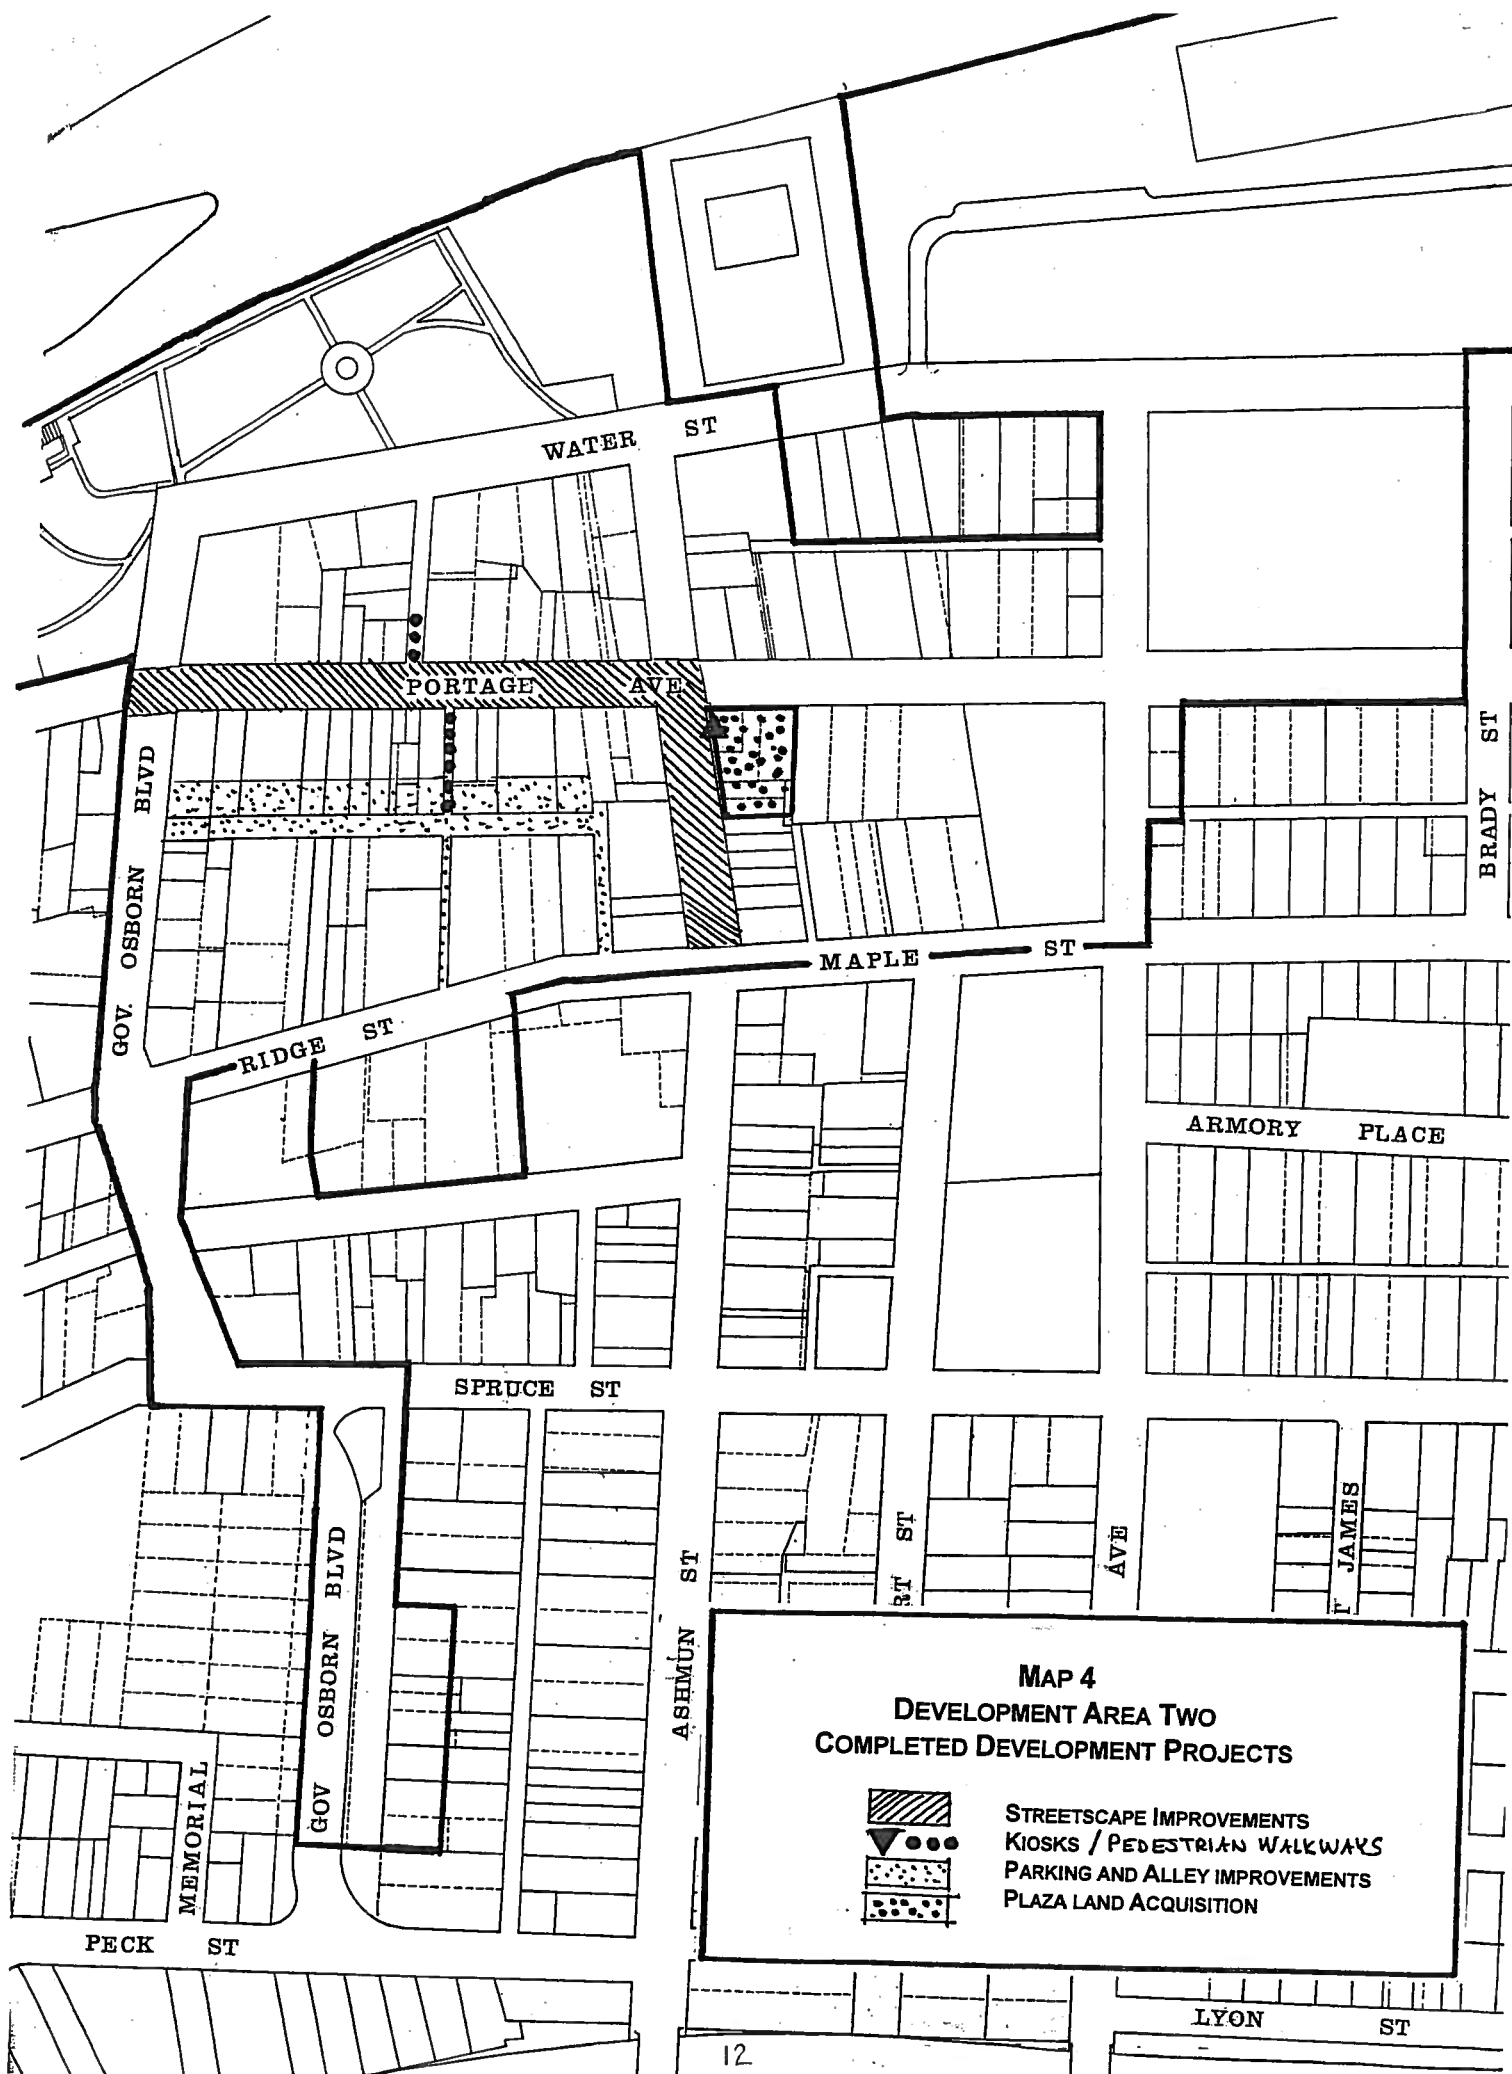 WATER ST
PORTAGE AVE
GOV. OSBORN BLVD
BRADY ST
MAPLE ST
RIDGE ST
ARMORY PLACE
SPRUCE ST
GOV OSBORN BLVD
ASHMUN ST
RT ST
AVE
JAMES
MEMORIAL
PECK ST
LYON ST
MAP 4
DEVELOPMENT AREA TWO
COMPLETED DEVELOPMENT PROJECTS
STREETSCAPE IMPROVEMENTS
KIOSKS / PEDESTRIAN WALKWAYS
PARKING AND ALLEY IMPROVEMENTS
PLAZA LAND ACQUISITION
12